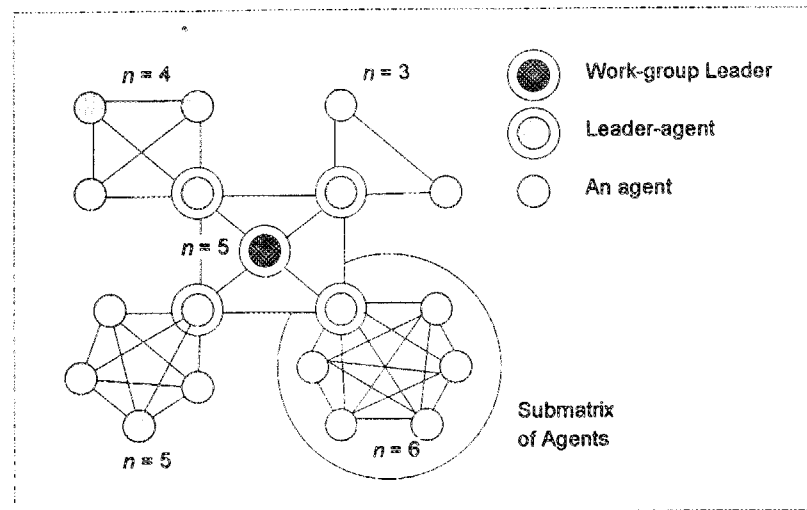 n = 4
n = 3
Work-group Leader
Leader-agent
An agent
n = 5
Submatrix
of Agents
n = 5
n = 6